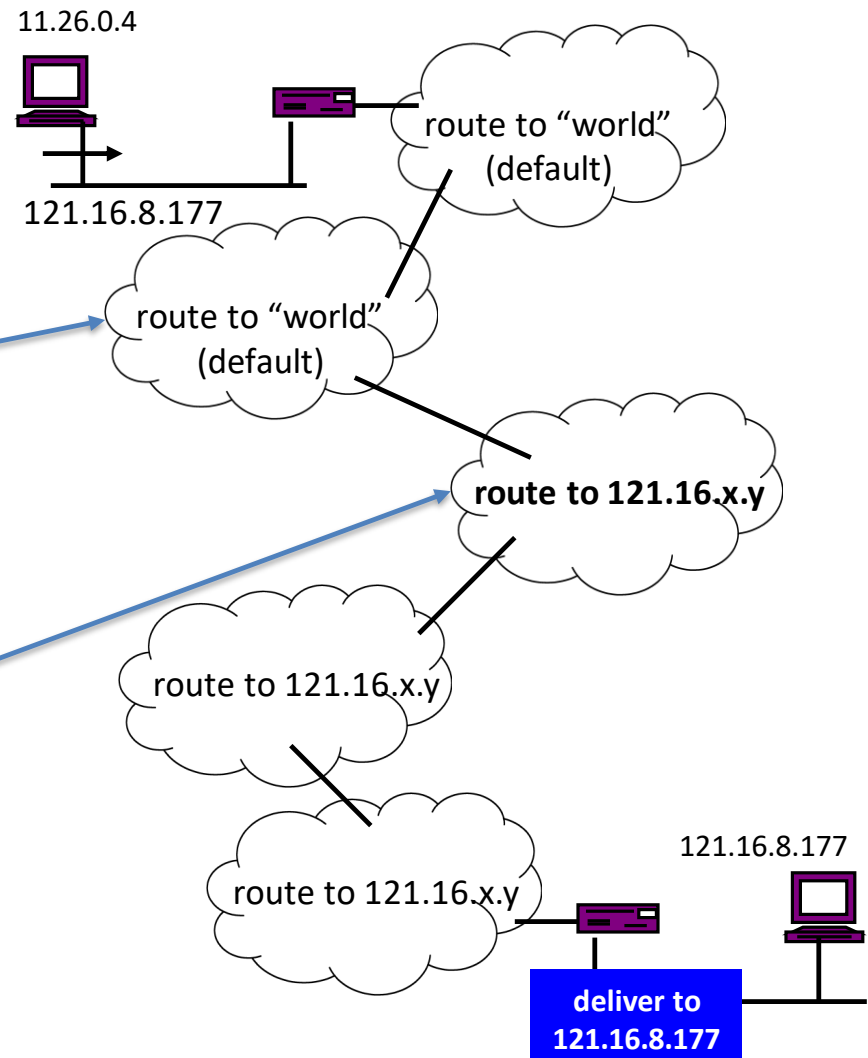 11.26.0.4
route to “world”
(default)
121.16.8.177
route to “world”
(default)
route to 121.16.x.y
route to 121.16.x.y
route to 121.16.x.y
121.16.8.177
deliver to
121.16.8.177